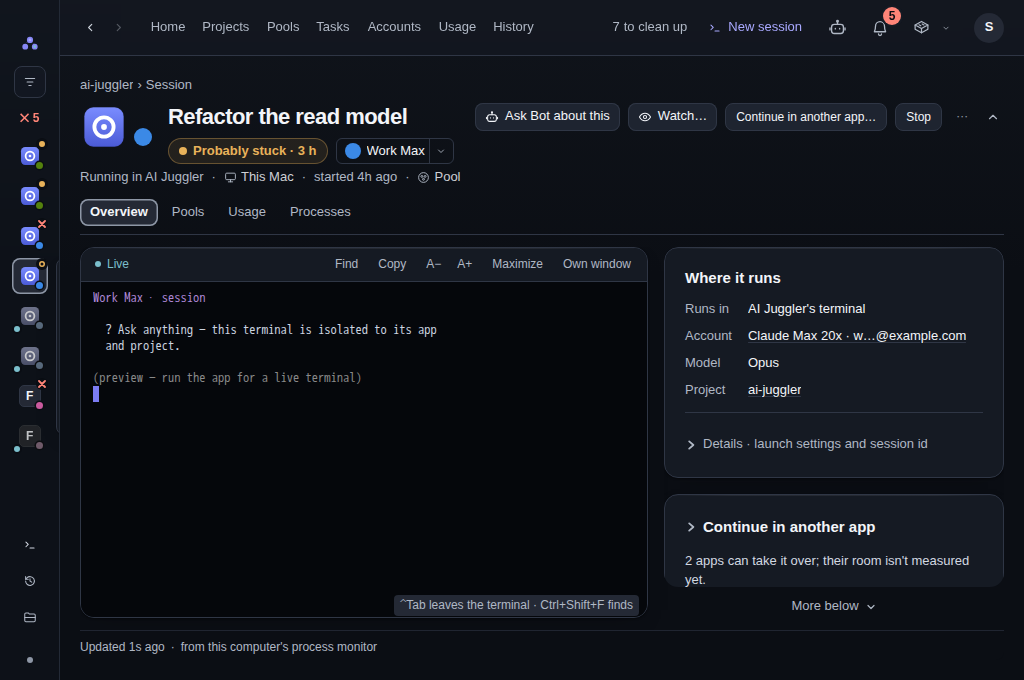 Home Projects Pools Tasks Accounts Usage History 7 to clean up New session 5 S
5
ai-juggler › Session
Refactor the read model
Ask Bot about this Watch… Continue in another app… Stop ···
Probably stuck · 3 h Work Max
Running in AI Juggler · This Mac · started 4h ago · Pool
Overview Pools Usage Processes
Live Find Copy A− A+ Maximize Own window
Work Max · session
? Ask anything — this terminal is isolated to its app
and project.
(preview — run the app for a live terminal)
^Tab leaves the terminal · Ctrl+Shift+F finds
F
F
Where it runs
Runs in AI Juggler's terminal
Account Claude Max 20x · w…@example.com
Model Opus
Project ai-juggler
Details · launch settings and session id
Continue in another app
2 apps can take it over; their room isn't measured
yet.
More below
Updated 1s ago · from this computer's process monitor